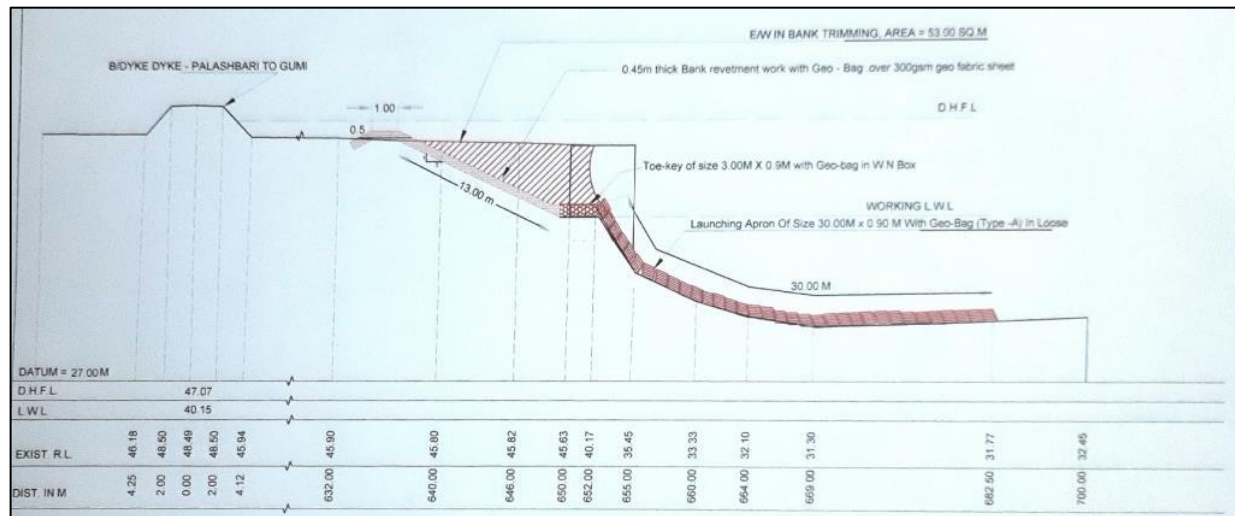 E/W IN BANK TRIMMING, AREA = 53.00 SQ.M
B/DYKE DYKE - PALASHBARI TO GUMI
0.45m thick Bank revetment work with Geo - Bag over 300gsm geo fabric sheet
D.H.F.L
1.00
0.5
Toe-key of size 3.00M X 0.9M with Geo-bag in W.N Box
13.00 m
WORKING L.W.L
Launching Apron Of Size 30.00M x 0.90 M With Geo-Bag (Type -A) In Loose
30.00 M
DATUM = 27.00M
D.H.F.L. 47.07
L.W.L 40.15
EXIST. R.L. 46.18 48.50 48.49 48.50 45.94 45.90 45.80 45.82 45.63 40.17 35.45 33.33 32.10 31.30 31.77 32.45
DIST. IN M 4.25 2.00 0.00 2.00 4.12 632.00 640.00 646.00 650.00 652.00 655.00 660.00 664.00 669.00 682.50 700.00